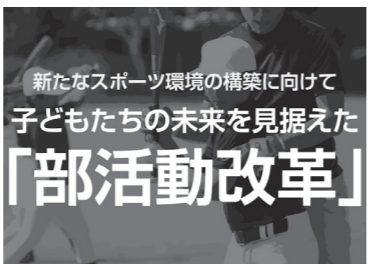 新たなスポーツ環境の構築に向けて
子どもたちの未来を見据えた
「部活動改革」